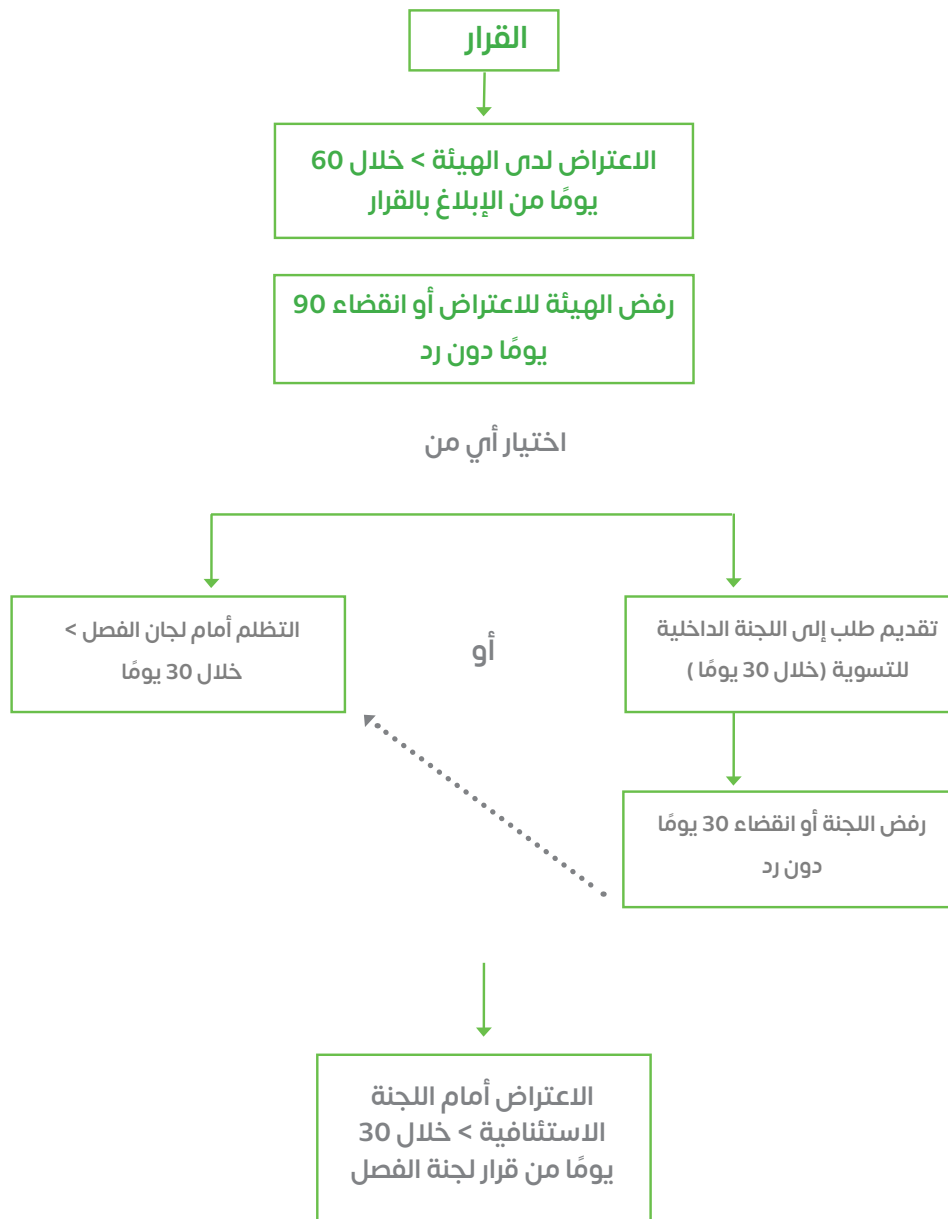 القرار
الاعتراض لدى الهيئة > خلال 60
يومًا من الإبلاغ بالقرار
رفض الهيئة للاعتراض أو انقضاء 90
يومًا دون رد
اختيار أي من
تقديم طلب إلى اللجنة الداخلية
للتسوية (خلال 30 يومًا )
أو
التظلم أمام لجان الفصل >
خلال 30 يومًا
رفض اللجنة أو انقضاء 30 يومًا
دون رد
الاعتراض أمام اللجنة
الاستئنافية > خلال 30
يومًا من قرار لجنة الفصل